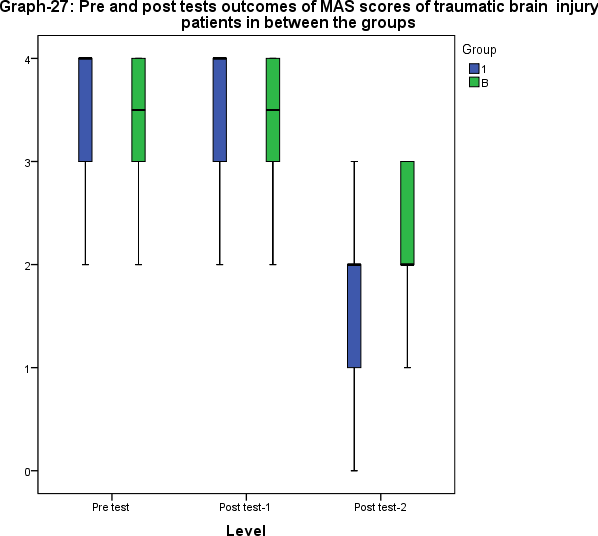 Graph-27: Pre and post tests outcomes of MAS scores of traumatic brain injury
patients in between the groups
Group
1
B
4
3
2
1
0
Pre test
Post test-1
Post test-2
Level